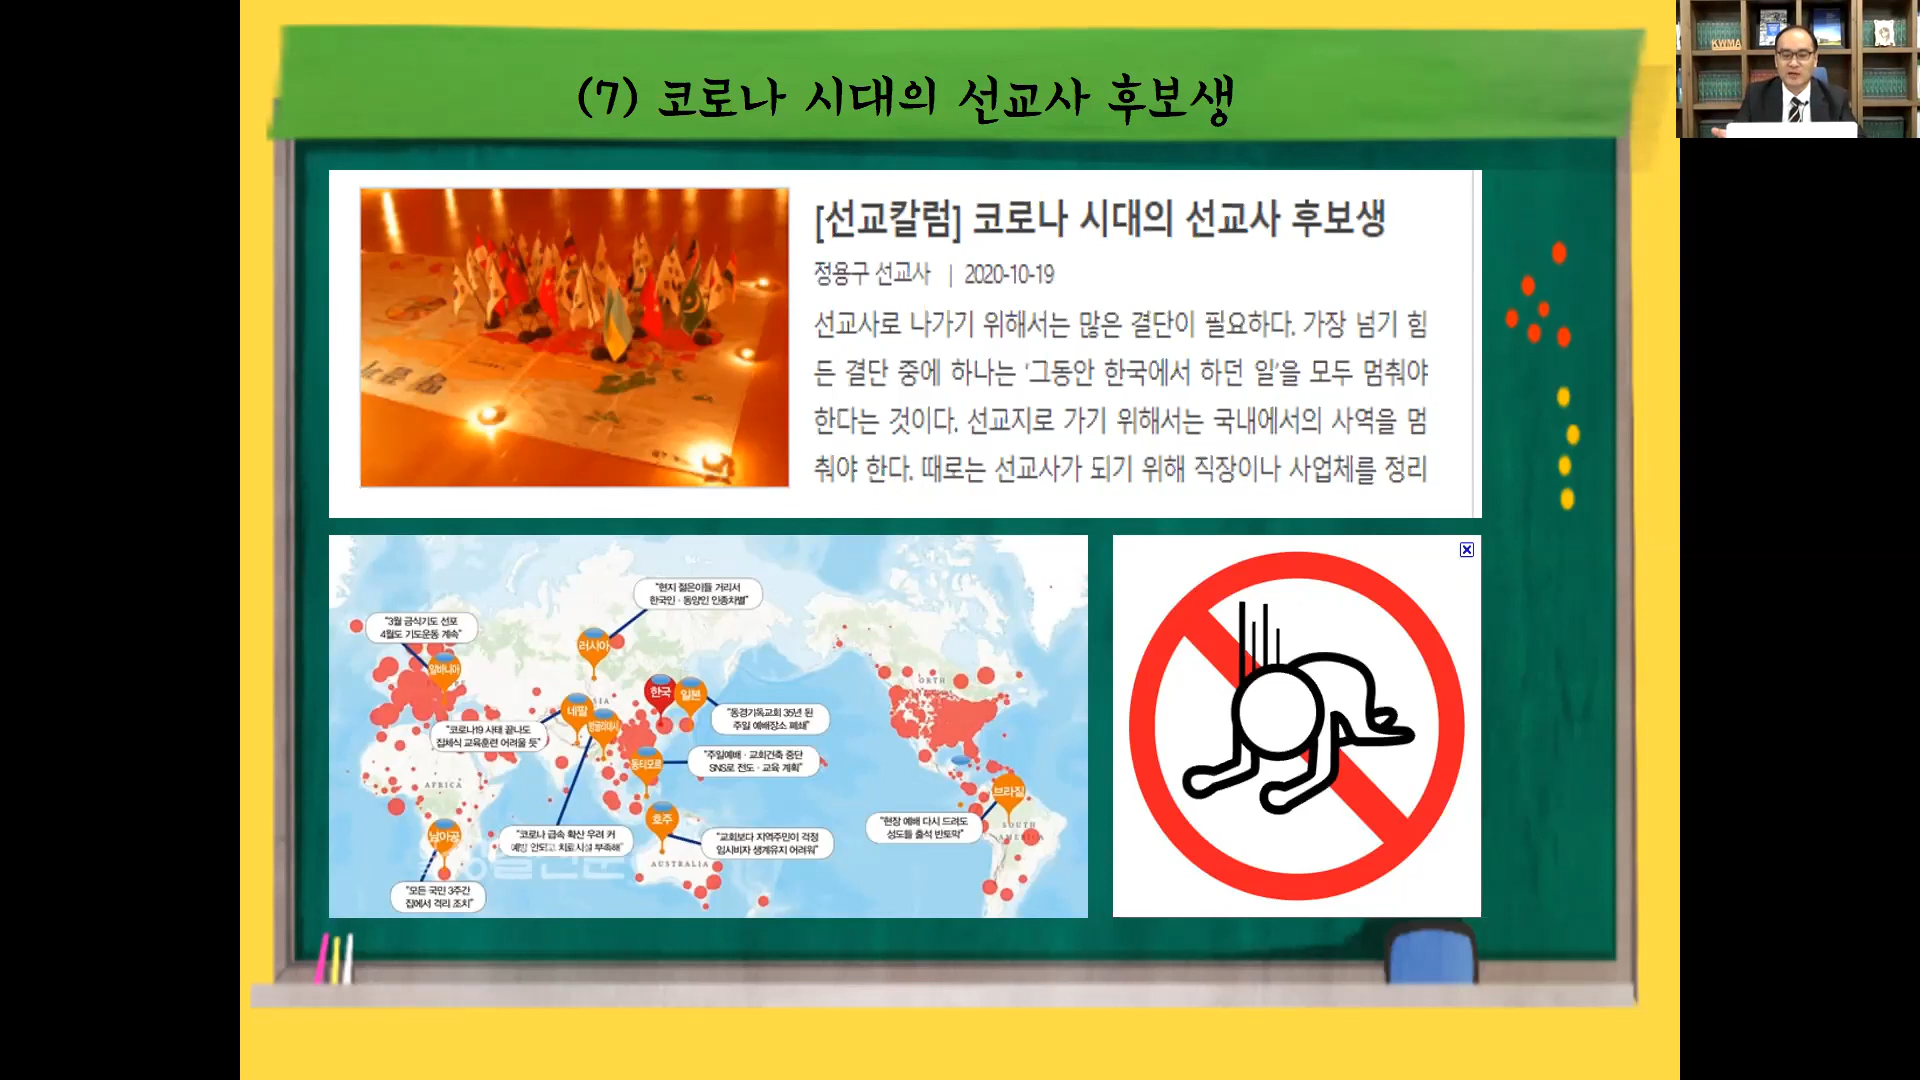 (7) 코로나 시대의 선교사 후보생
KWMA
[선교칼럼] 코로나 시대의 선교사 후보생
정용구 선교사 | 2020-10-19
선교사로 나가기 위해서는 많은 결단이 필요하다. 가장 넘기 힘
든 결단 중에 하나는 '그동안 한국에서 하던 일'을 모두 멈춰야
한다는 것이다. 선교지로 가기 위해서는 국내에서의 사역을 멈
춰야 한다. 때로는 선교사가 되기 위해 직장이나 사업체를 정리
"현지 젊은이들 거리서
한국인·동양인 인종차별"
"3월 금식기도 선포
4월도 기도운동 계속"
러시아
알바니아
한국
일본
네팔
방글라데시
"동경기독교회 35년 된
주일 예배장소 폐쇄"
"코로나19 사태 끝나도
집체식 교육훈련 어려울 듯"
"주일예배·교회건축 중단
SNS로 전도·교육 계획"
동티모르
AFRICA
브라질
호주
남아공
"현장 예배 다시 드려도
성도들 출석 반토막"
"코로나 급속 확산 우려 커
예방 안되고 치료시설 부족해"
"교회보다 지역주민이 걱정
임시비자 생계유지 어려워"
SOUTH
AMERICA
AUSTRALIA
"모든 국민 3주간
집에서 격리 조치"